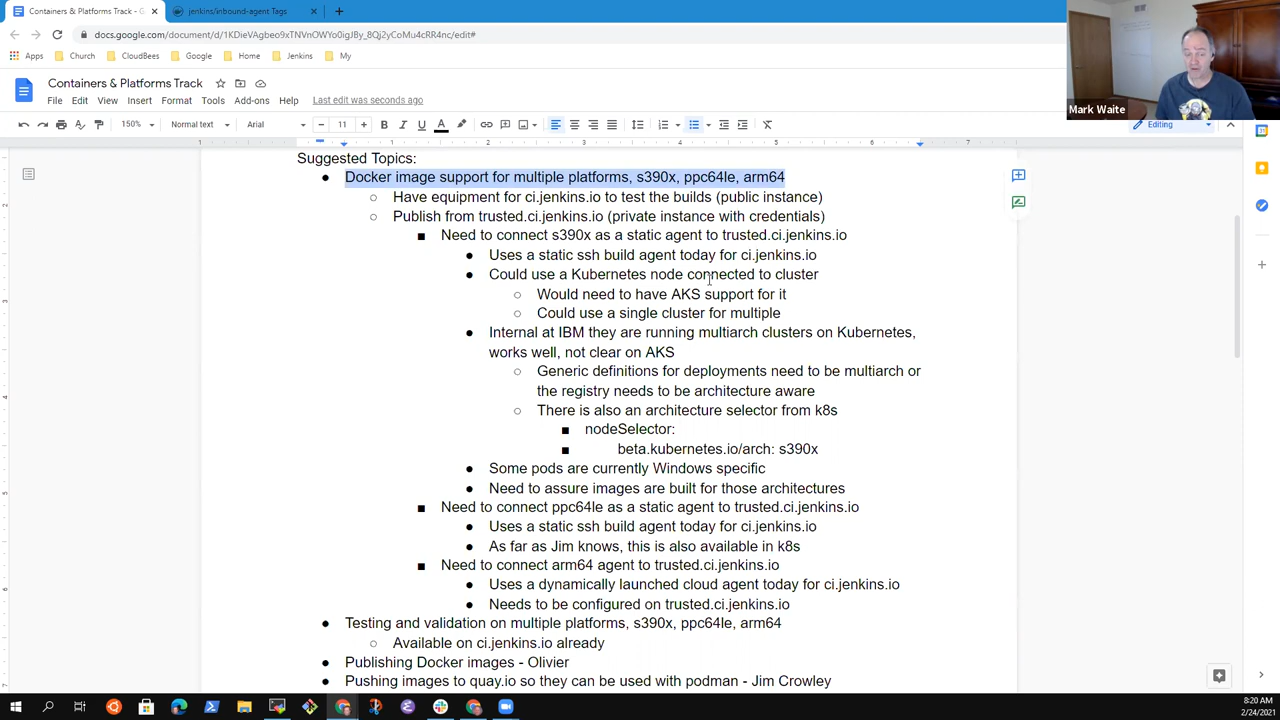 Containers & Platforms Track - G
jenkins/inbound-agent Tags
docs.google.com/document/d/1KDieVAgbeo9xTNVnOWYo0igJ8y_8Qj2yCoMu4cRR4nc/edit#
Apps Church CloudBees Google Home Jenkins My
Containers & Platforms Track
File Edit View Insert Format Tools Add-ons Help Last edit was seconds ago
Mark Waite
150% Normal text Arial 11 B I U A Editing
1 1 2 3 4 5 6 7
Suggested Topics:
● Docker image support for multiple platforms, s390x, ppc64le, arm64
○ Have equipment for ci.jenkins.io to test the builds (public instance)
○ Publish from trusted.ci.jenkins.io (private instance with credentials)
■ Need to connect s390x as a static agent to trusted.ci.jenkins.io
● Uses a static ssh build agent today for ci.jenkins.io
● Could use a Kubernetes node connected to cluster
○ Would need to have AKS support for it
○ Could use a single cluster for multiple
● Internal at IBM they are running multiarch clusters on Kubernetes,
works well, not clear on AKS
○ Generic definitions for deployments need to be multiarch or
the registry needs to be architecture aware
○ There is also an architecture selector from k8s
■ nodeSelector:
■ beta.kubernetes.io/arch: s390x
● Some pods are currently Windows specific
● Need to assure images are built for those architectures
■ Need to connect ppc64le as a static agent to trusted.ci.jenkins.io
● Uses a static ssh build agent today for ci.jenkins.io
● As far as Jim knows, this is also available in k8s
■ Need to connect arm64 agent to trusted.ci.jenkins.io
● Uses a dynamically launched cloud agent today for ci.jenkins.io
● Needs to be configured on trusted.ci.jenkins.io
● Testing and validation on multiple platforms, s390x, ppc64le, arm64
○ Available on ci.jenkins.io already
● Publishing Docker images - Olivier
● Pushing images to quay.io so they can be used with podman - Jim Crowley
8:20 AM
2/24/2021